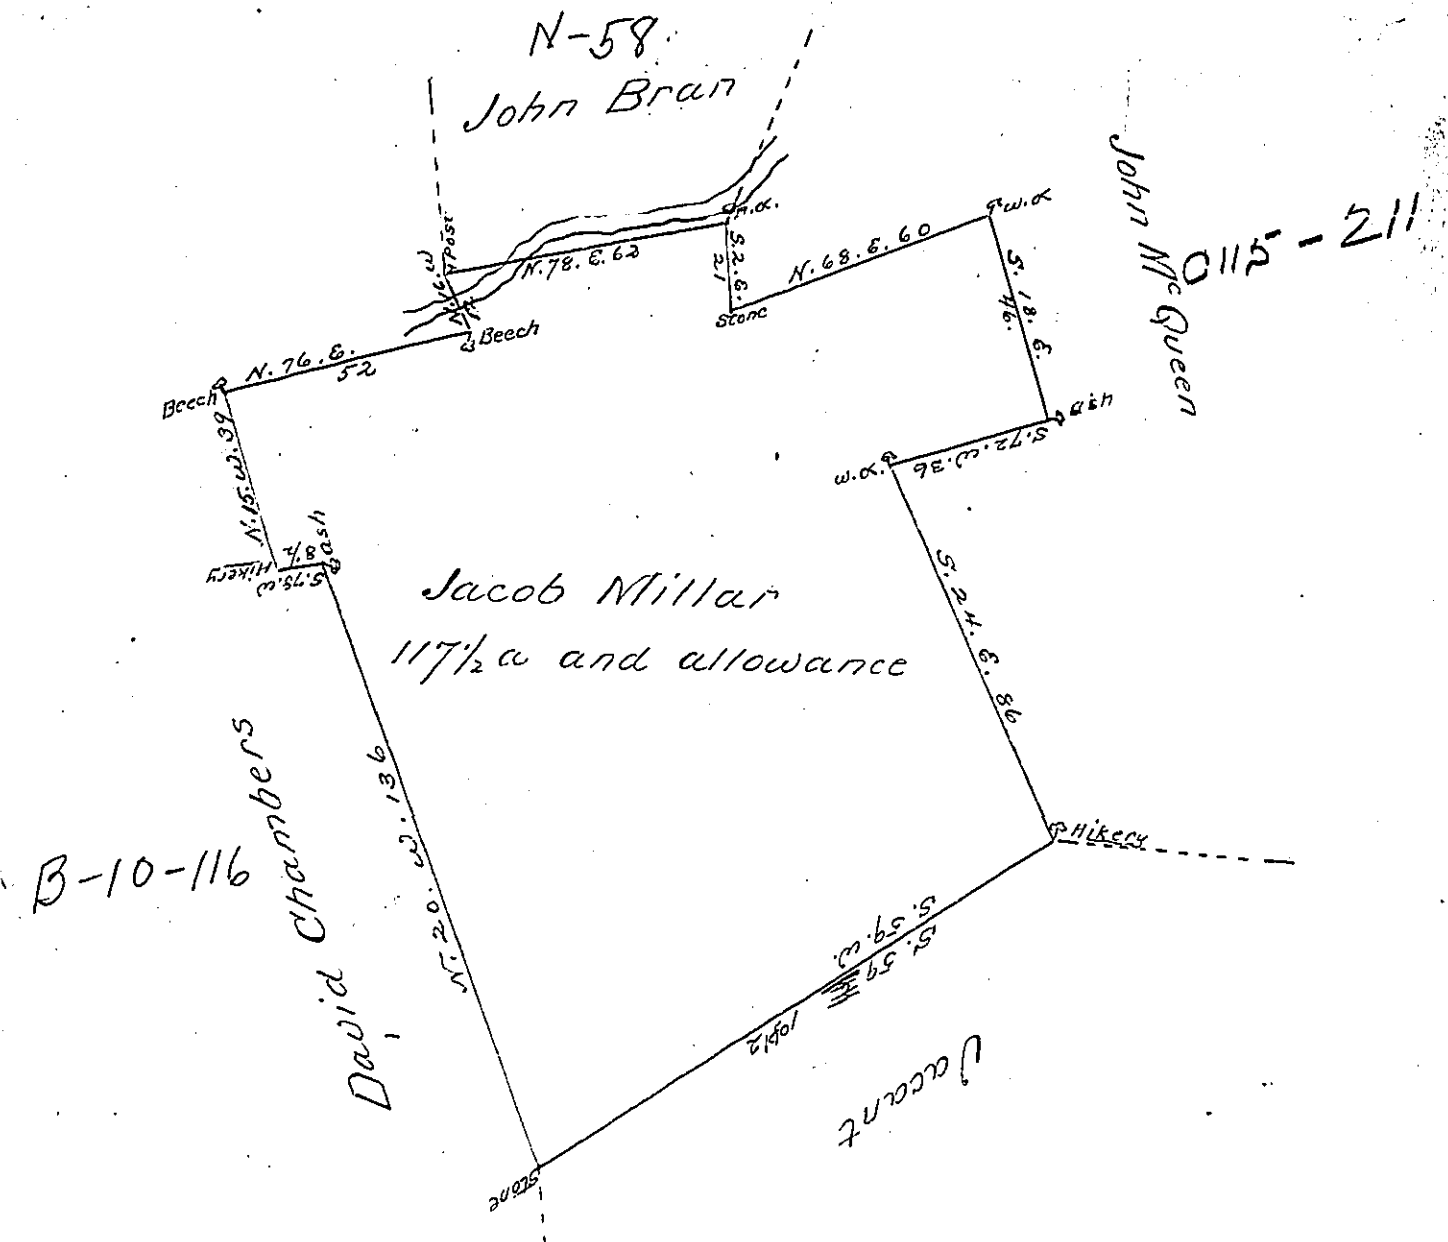 N-58
John Bran
Post
N.16.W
N.78.E.62
S.2.E.
21
Stone
N.68.E.60
w.o
John McQueen
0115-211
S.18.E.
46.
ash
S.72.W.36
w.o.
Beech
N.76.E.
52
Beech
N.15.W.39
Hikery
S.75.W
8½
ash
Jacob Millar
117½ a and allowance
S.24.E.86
Hikery
David Chambers
B-10-116
N.20.W.136
S.59.W.
S.59
Vacant
Stone